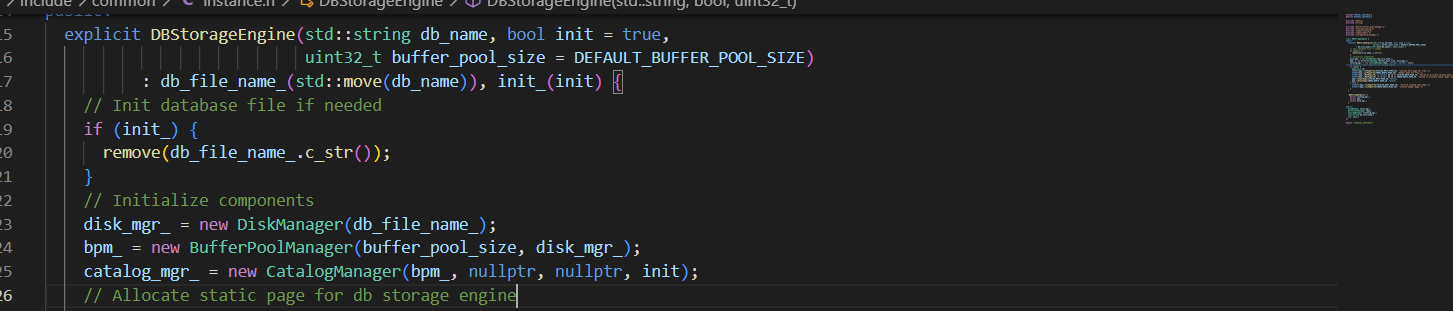 include > common > C instance.h > DBStorageEngine > DBStorageEngine(std::string, bool, uint32_t)
public:
15 explicit DBStorageEngine(std::string db_name, bool init = true,
16 uint32_t buffer_pool_size = DEFAULT_BUFFER_POOL_SIZE)
17 : db_file_name_(std::move(db_name)), init_(init) {
18 // Init database file if needed
19 if (init_) {
20 remove(db_file_name_.c_str());
21 }
22 // Initialize components
23 disk_mgr_ = new DiskManager(db_file_name_);
24 bpm_ = new BufferPoolManager(buffer_pool_size, disk_mgr_);
25 catalog_mgr_ = new CatalogManager(bpm_, nullptr, nullptr, init);
26 // Allocate static page for db storage engine